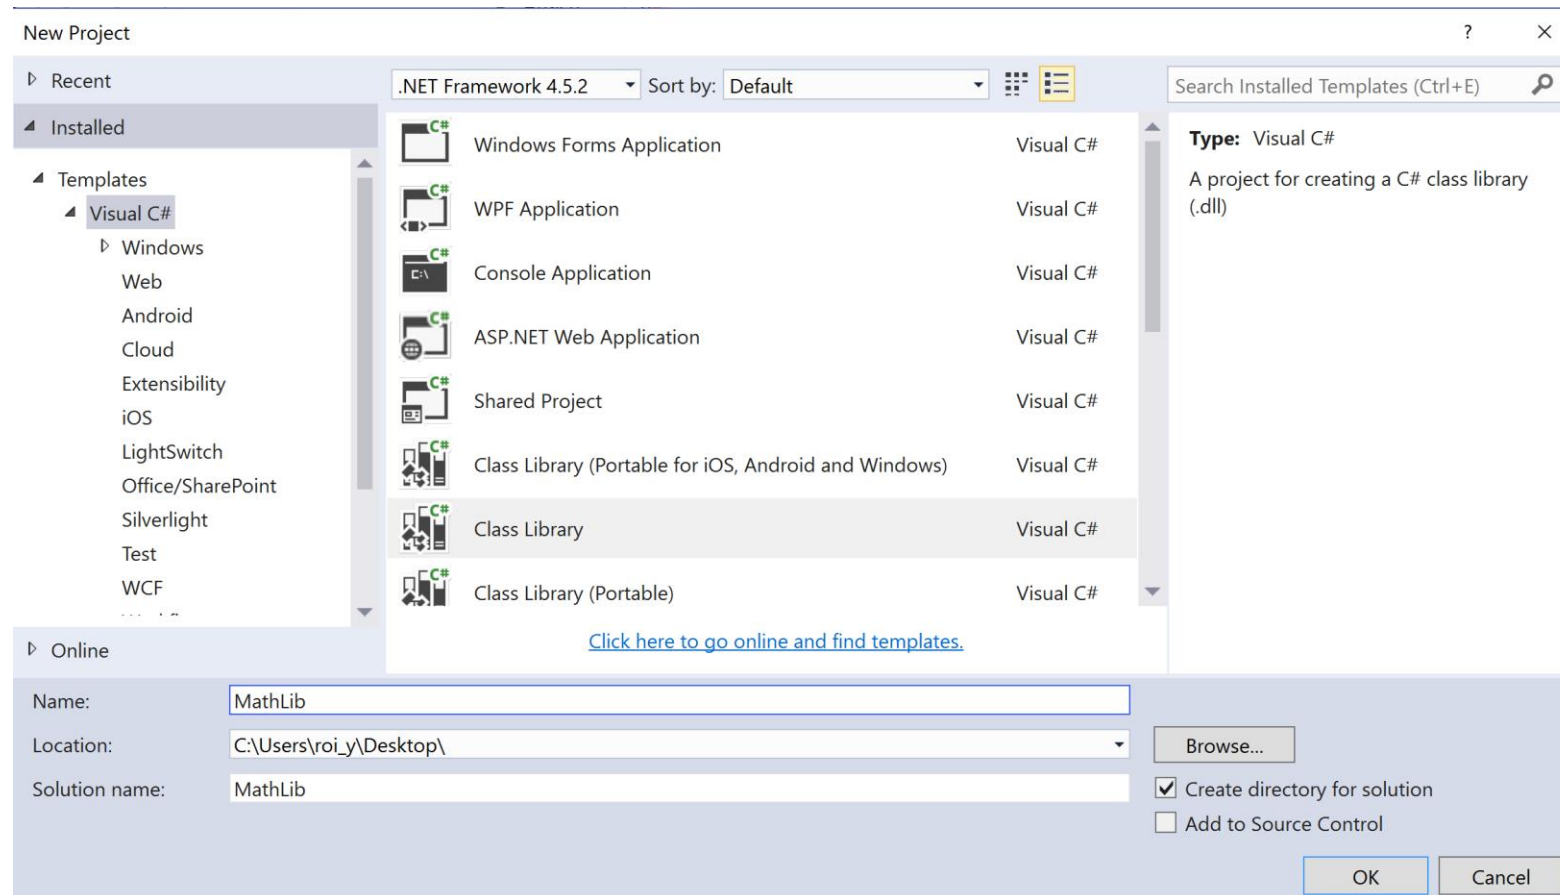 New Project
?
Recent
.NET Framework 4.5.2
Sort by:
Default
Search Installed Templates (Ctrl+E)
Installed
Templates
Visual C#
Windows
Web
Android
Cloud
Extensibility
iOS
LightSwitch
Office/SharePoint
Silverlight
Test
WCF
Online
C#
Windows Forms Application
Visual C#
C#
WPF Application
Visual C#
C#
C:\
Console Application
Visual C#
C#
ASP.NET Web Application
Visual C#
C#
Shared Project
Visual C#
C#
Class Library (Portable for iOS, Android and Windows)
Visual C#
C#
Class Library
Visual C#
C#
Class Library (Portable)
Visual C#
Click here to go online and find templates.
Type: Visual C#
A project for creating a C# class library
(.dll)
Name:
MathLib
Location:
C:\Users\roi_y\Desktop\
Browse...
Solution name:
MathLib
Create directory for solution
Add to Source Control
OK
Cancel